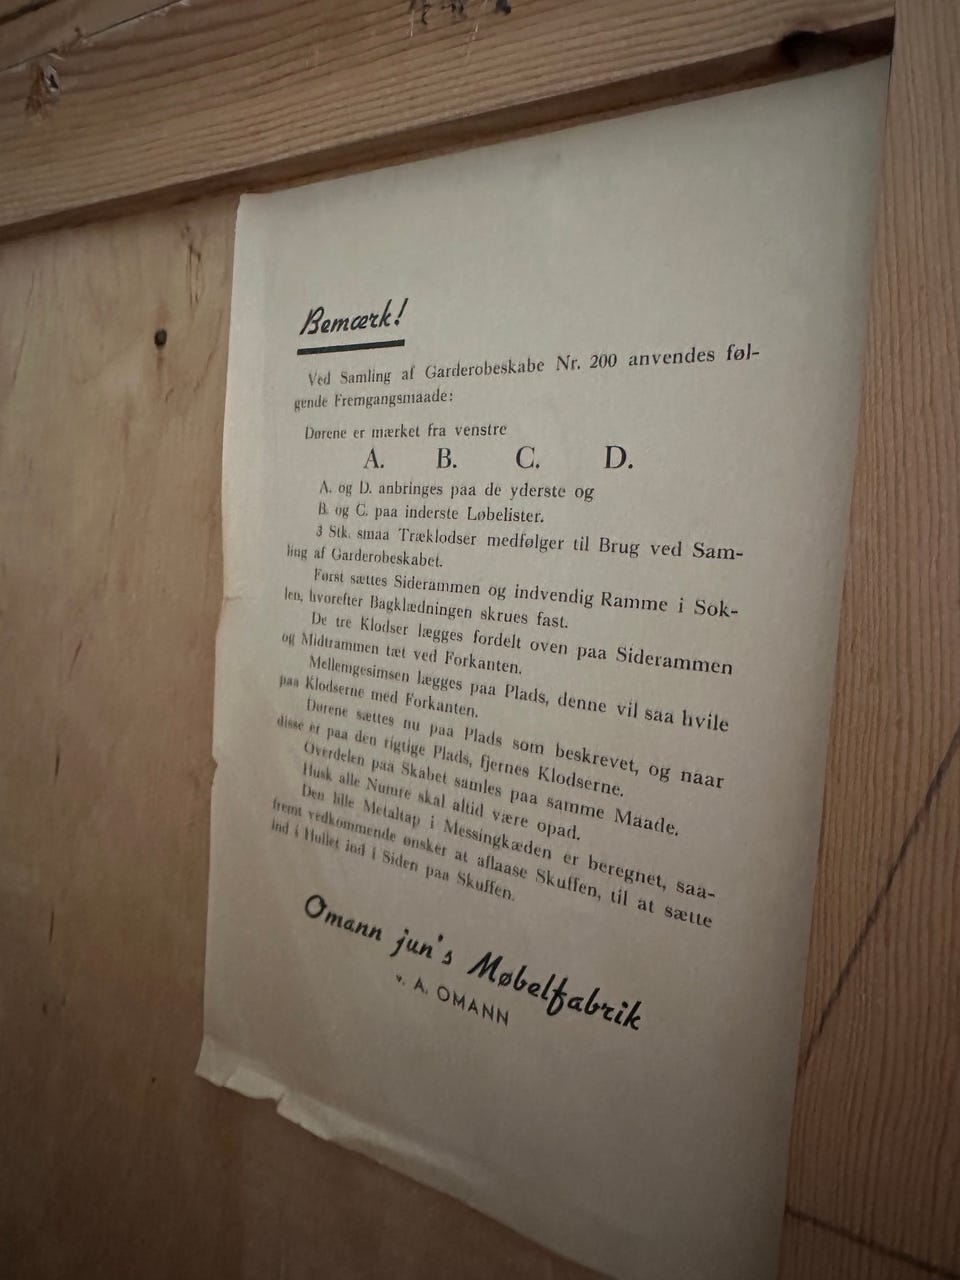 Bemærk!
Ved Samling af Garderobeskabe Nr. 200 anvendes føl-
gende Fremgangsmaade:
Dørene er mærket fra venstre
A. B. C. D.
A. og D. anbringes paa de yderste og
B. og C. paa inderste Løbelister.
3 Stk. smaa Træklodser medfølger til Brug ved Sam-
ling af Garderobeskabet.
Først sættes Siderammen og indvendig Ramme i Sok-
len, hvorefter Bagklædningen skrues fast.
De tre Klodser lægges fordelt oven paa Siderammen
og Midtrammen tæt ved Forkanten.
Mellemgesimsen lægges paa Plads, denne vil saa hvile
paa Klodserne med Forkanten.
Dørene sættes nu paa Plads som beskrevet, og naar
disse er paa den rigtige Plads, fjernes Klodserne.
Overdelen paa Skabet samles paa samme Maade.
Husk alle Numre skal altid være opad.
Den lille Metaltap i Messingkæden er beregnet, saa-
fremt vedkommende ønsker at aflaase Skuffen, til at sætte
ind i Hullet ind i Siden paa Skuffen.
Omann jun's Møbelfabrik
v. A. OMANN